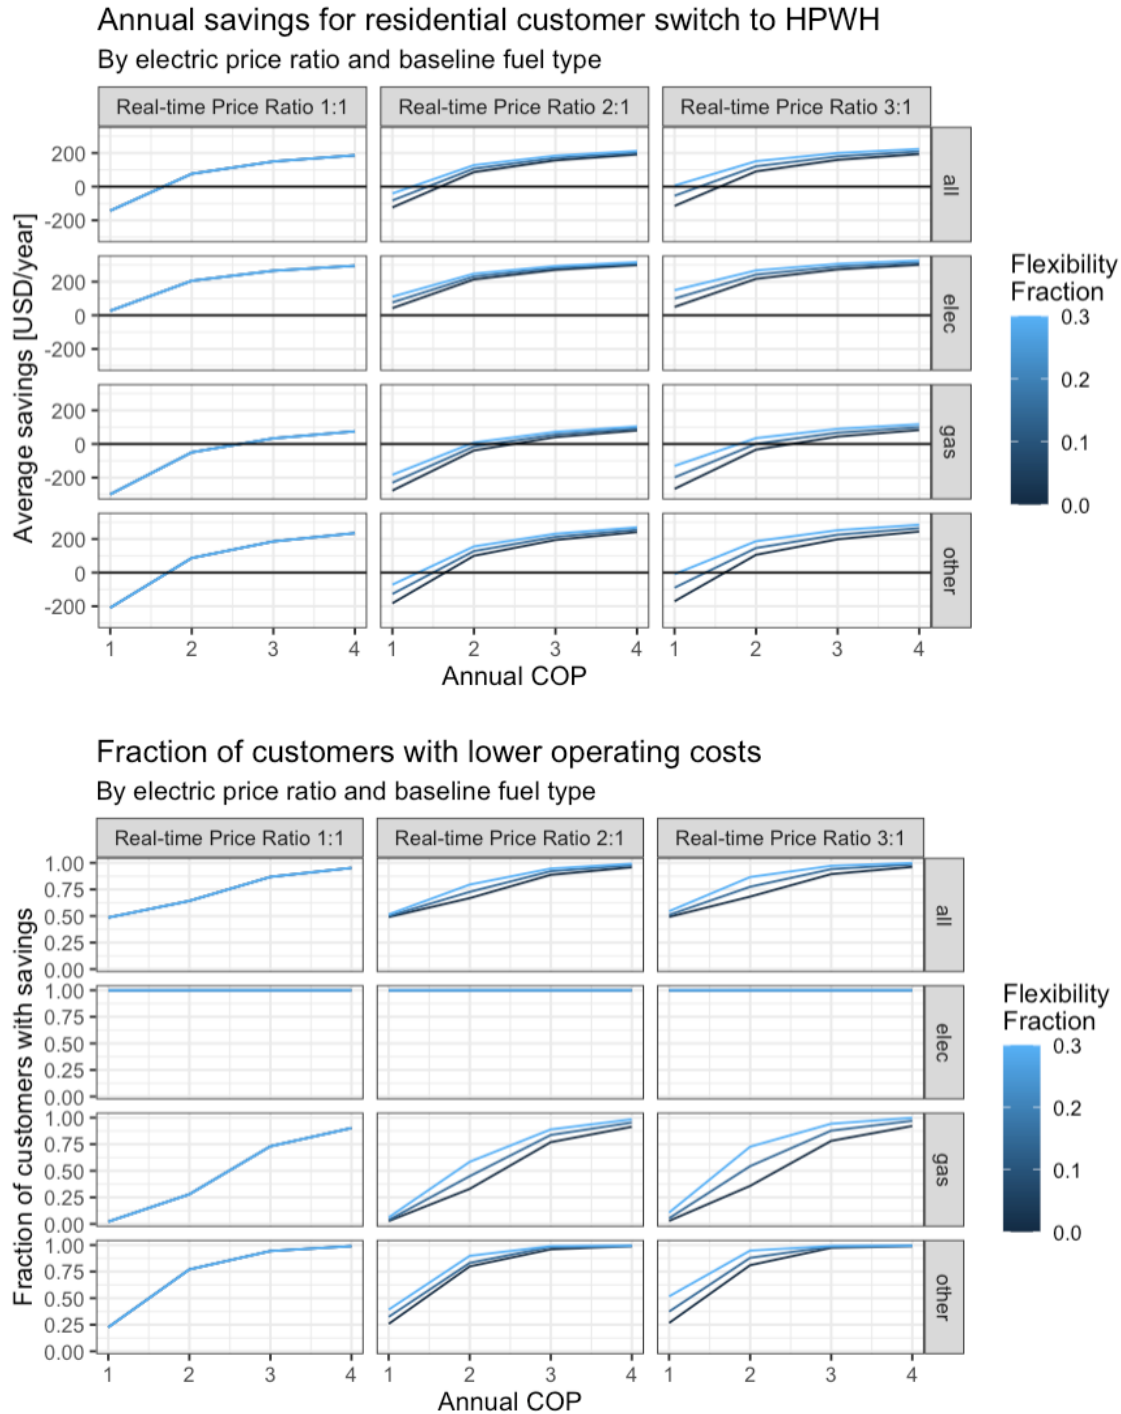 Annual savings for residential customer switch to HPWH
By electric price ratio and baseline fuel type
Real-time Price Ratio 1:1
Real-time Price Ratio 2:1
Real-time Price Ratio 3:1
Average savings [USD/year]
200
0
-200
all
200
0
-200
elec
200
0
-200
gas
200
0
-200
other
1 2 3 4
1 2 3 4
1 2 3 4
Annual COP
Flexibility
Fraction
0.3
0.2
0.1
0.0
Fraction of customers with lower operating costs
By electric price ratio and baseline fuel type
Real-time Price Ratio 1:1
Real-time Price Ratio 2:1
Real-time Price Ratio 3:1
Fraction of customers with savings
1.00
0.75
0.50
0.25
0.00
all
1.00
0.75
0.50
0.25
0.00
elec
1.00
0.75
0.50
0.25
0.00
gas
1.00
0.75
0.50
0.25
0.00
other
1 2 3 4
1 2 3 4
1 2 3 4
Annual COP
Flexibility
Fraction
0.3
0.2
0.1
0.0